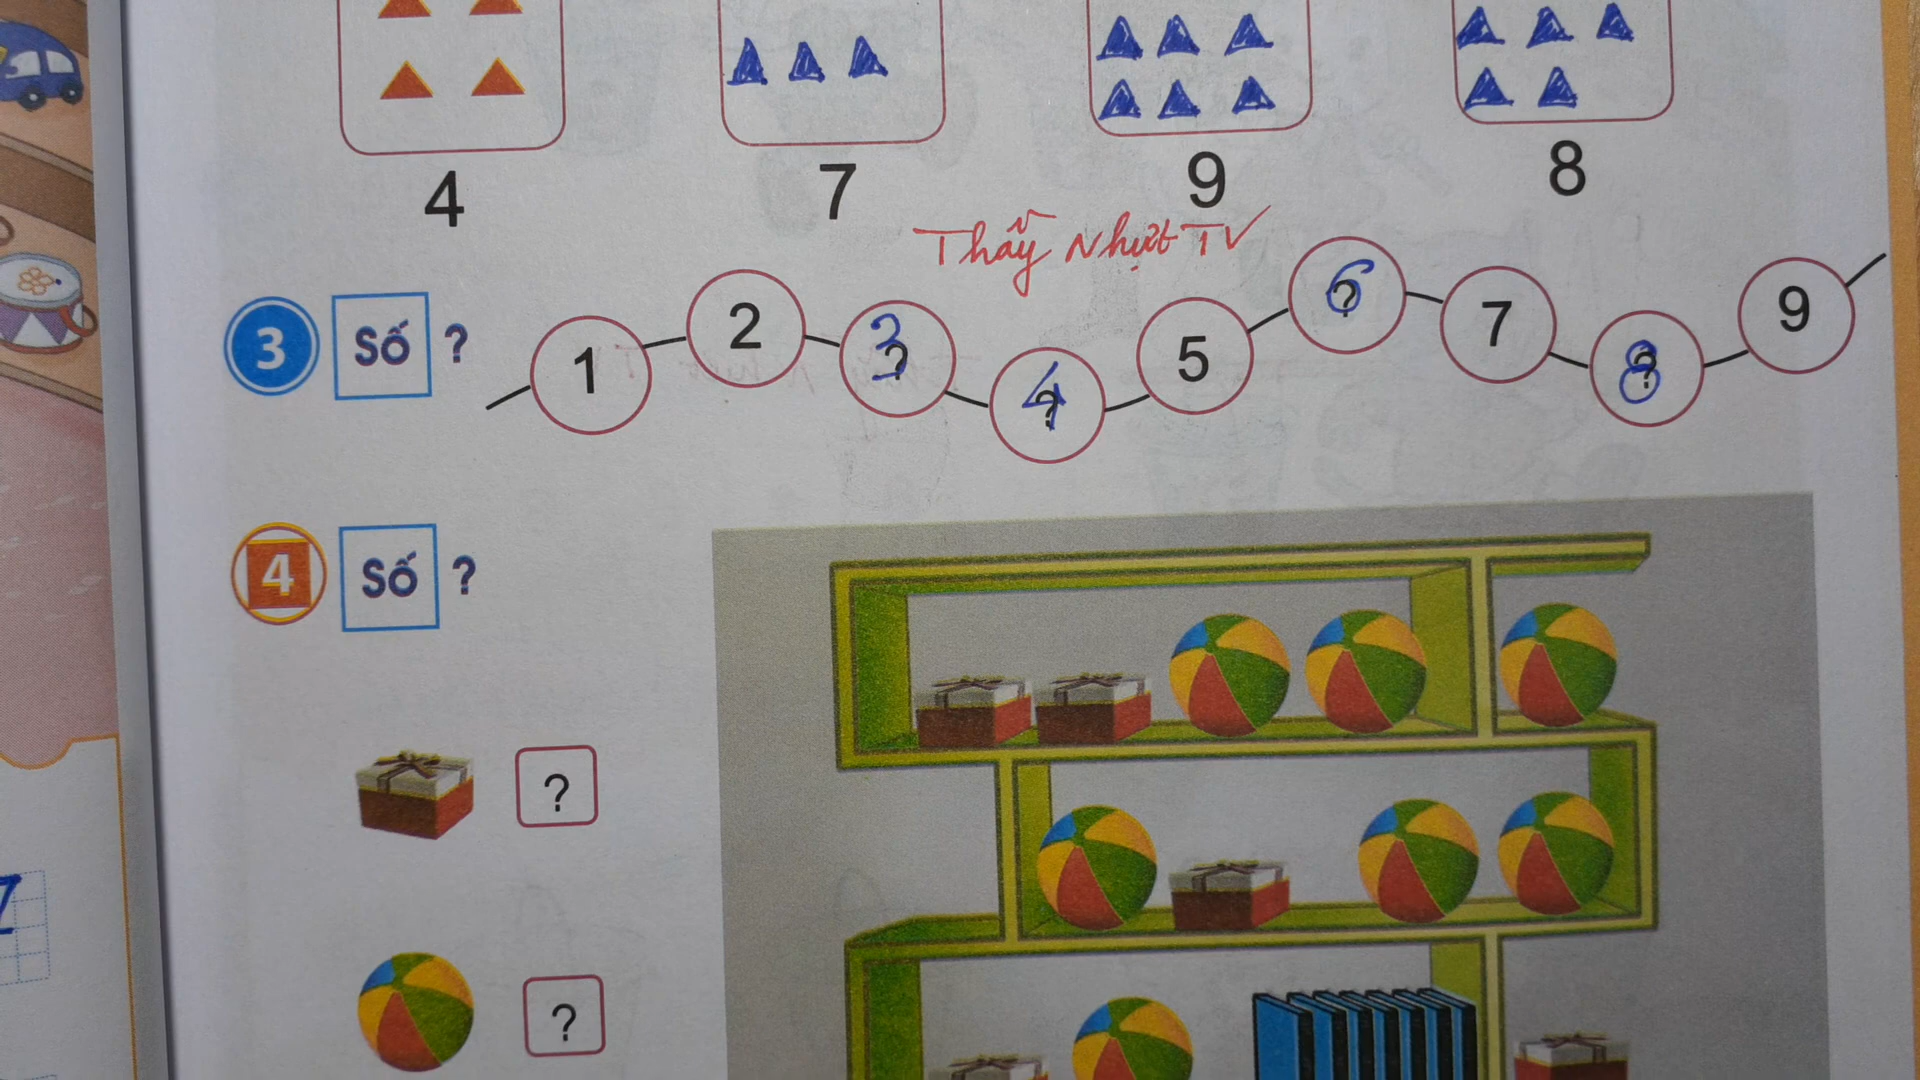 4 7 9 8
Thầy Nhựt TV
3 Số ? 1 2 3 ? 4 ? 5 6 ? 7 8 ? 9
4 Số ?
?
?
7